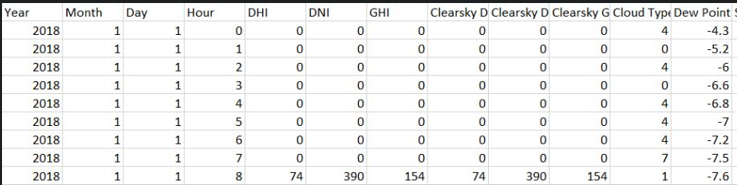 Year Month Day Hour DHI DNI GHI Clearsky D Clearsky D Clearsky G Cloud Type Dew Point
2018 1 1 0 0 0 0 0 0 0 4 -4.3
2018 1 1 1 0 0 0 0 0 0 0 -5.2
2018 1 1 2 0 0 0 0 0 0 4 -6
2018 1 1 3 0 0 0 0 0 0 0 -6.6
2018 1 1 4 0 0 0 0 0 0 4 -6.8
2018 1 1 5 0 0 0 0 0 0 4 -7
2018 1 1 6 0 0 0 0 0 0 4 -7.2
2018 1 1 7 0 0 0 0 0 0 7 -7.5
2018 1 1 8 74 390 154 74 390 154 1 -7.6